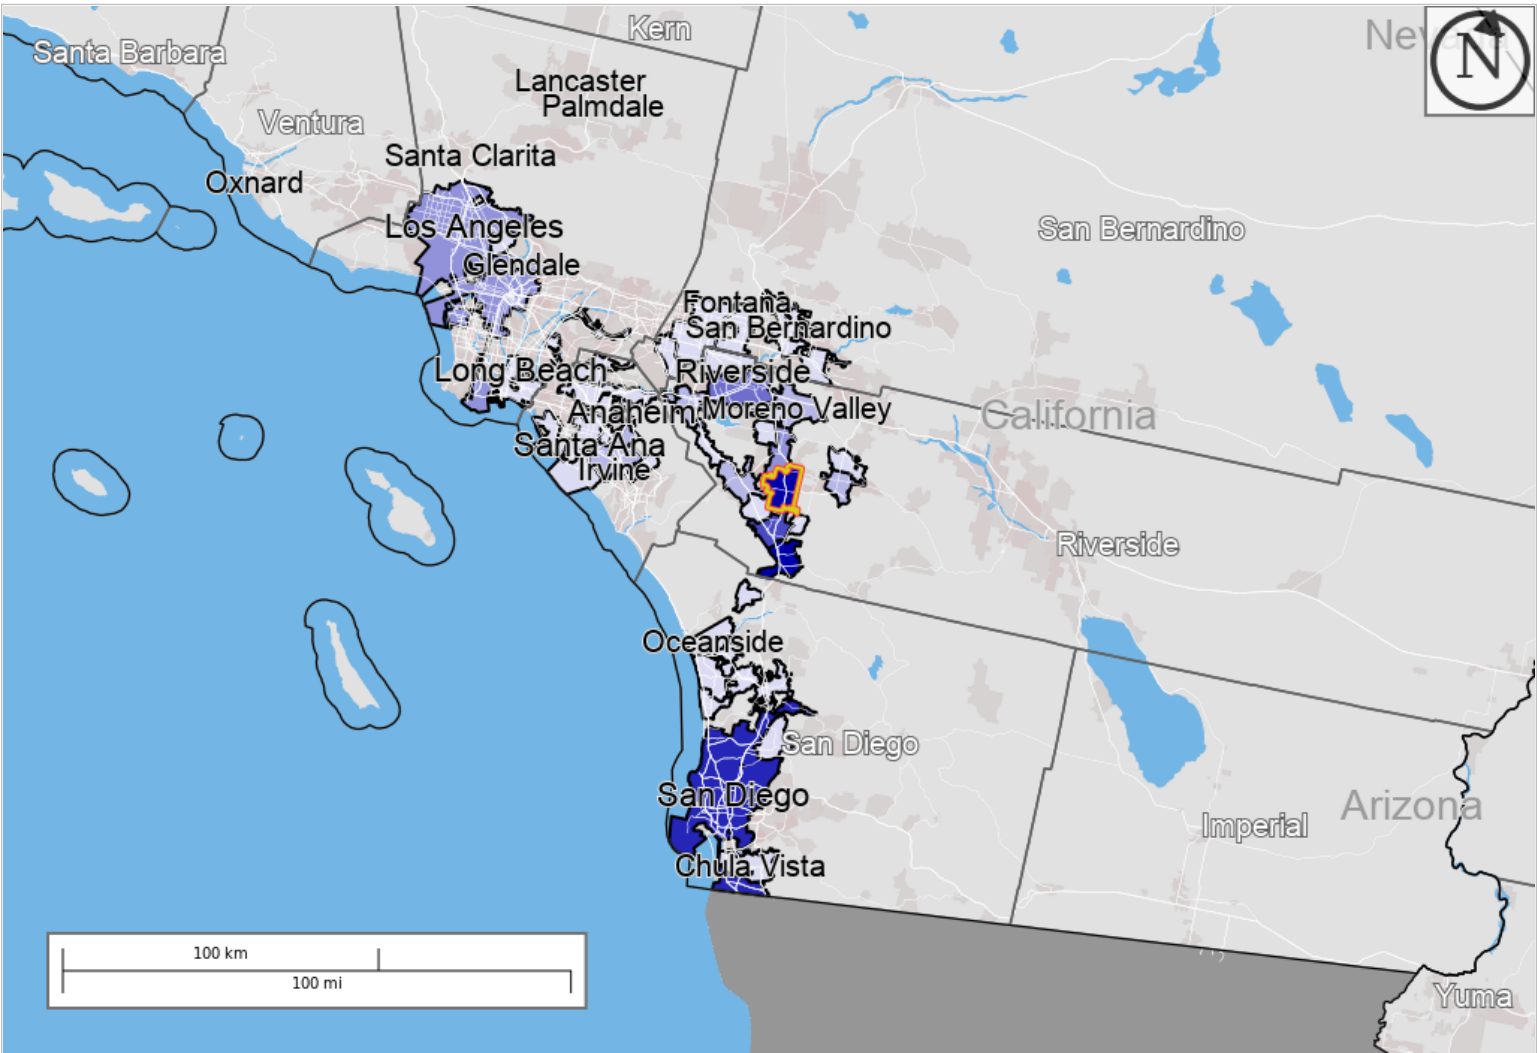 Kern
Nevada
N
Santa Barbara
Lancaster
Palmdale
Ventura
Santa Clarita
Oxnard
Los Angeles
San Bernardino
Glendale
Fontana
San Bernardino
Long Beach
Riverside
Anaheim
Moreno Valley
California
Santa Ana
Irvine
Riverside
Oceanside
San Diego
San Diego
Arizona
Imperial
Chula Vista
100 km
100 mi
Yuma